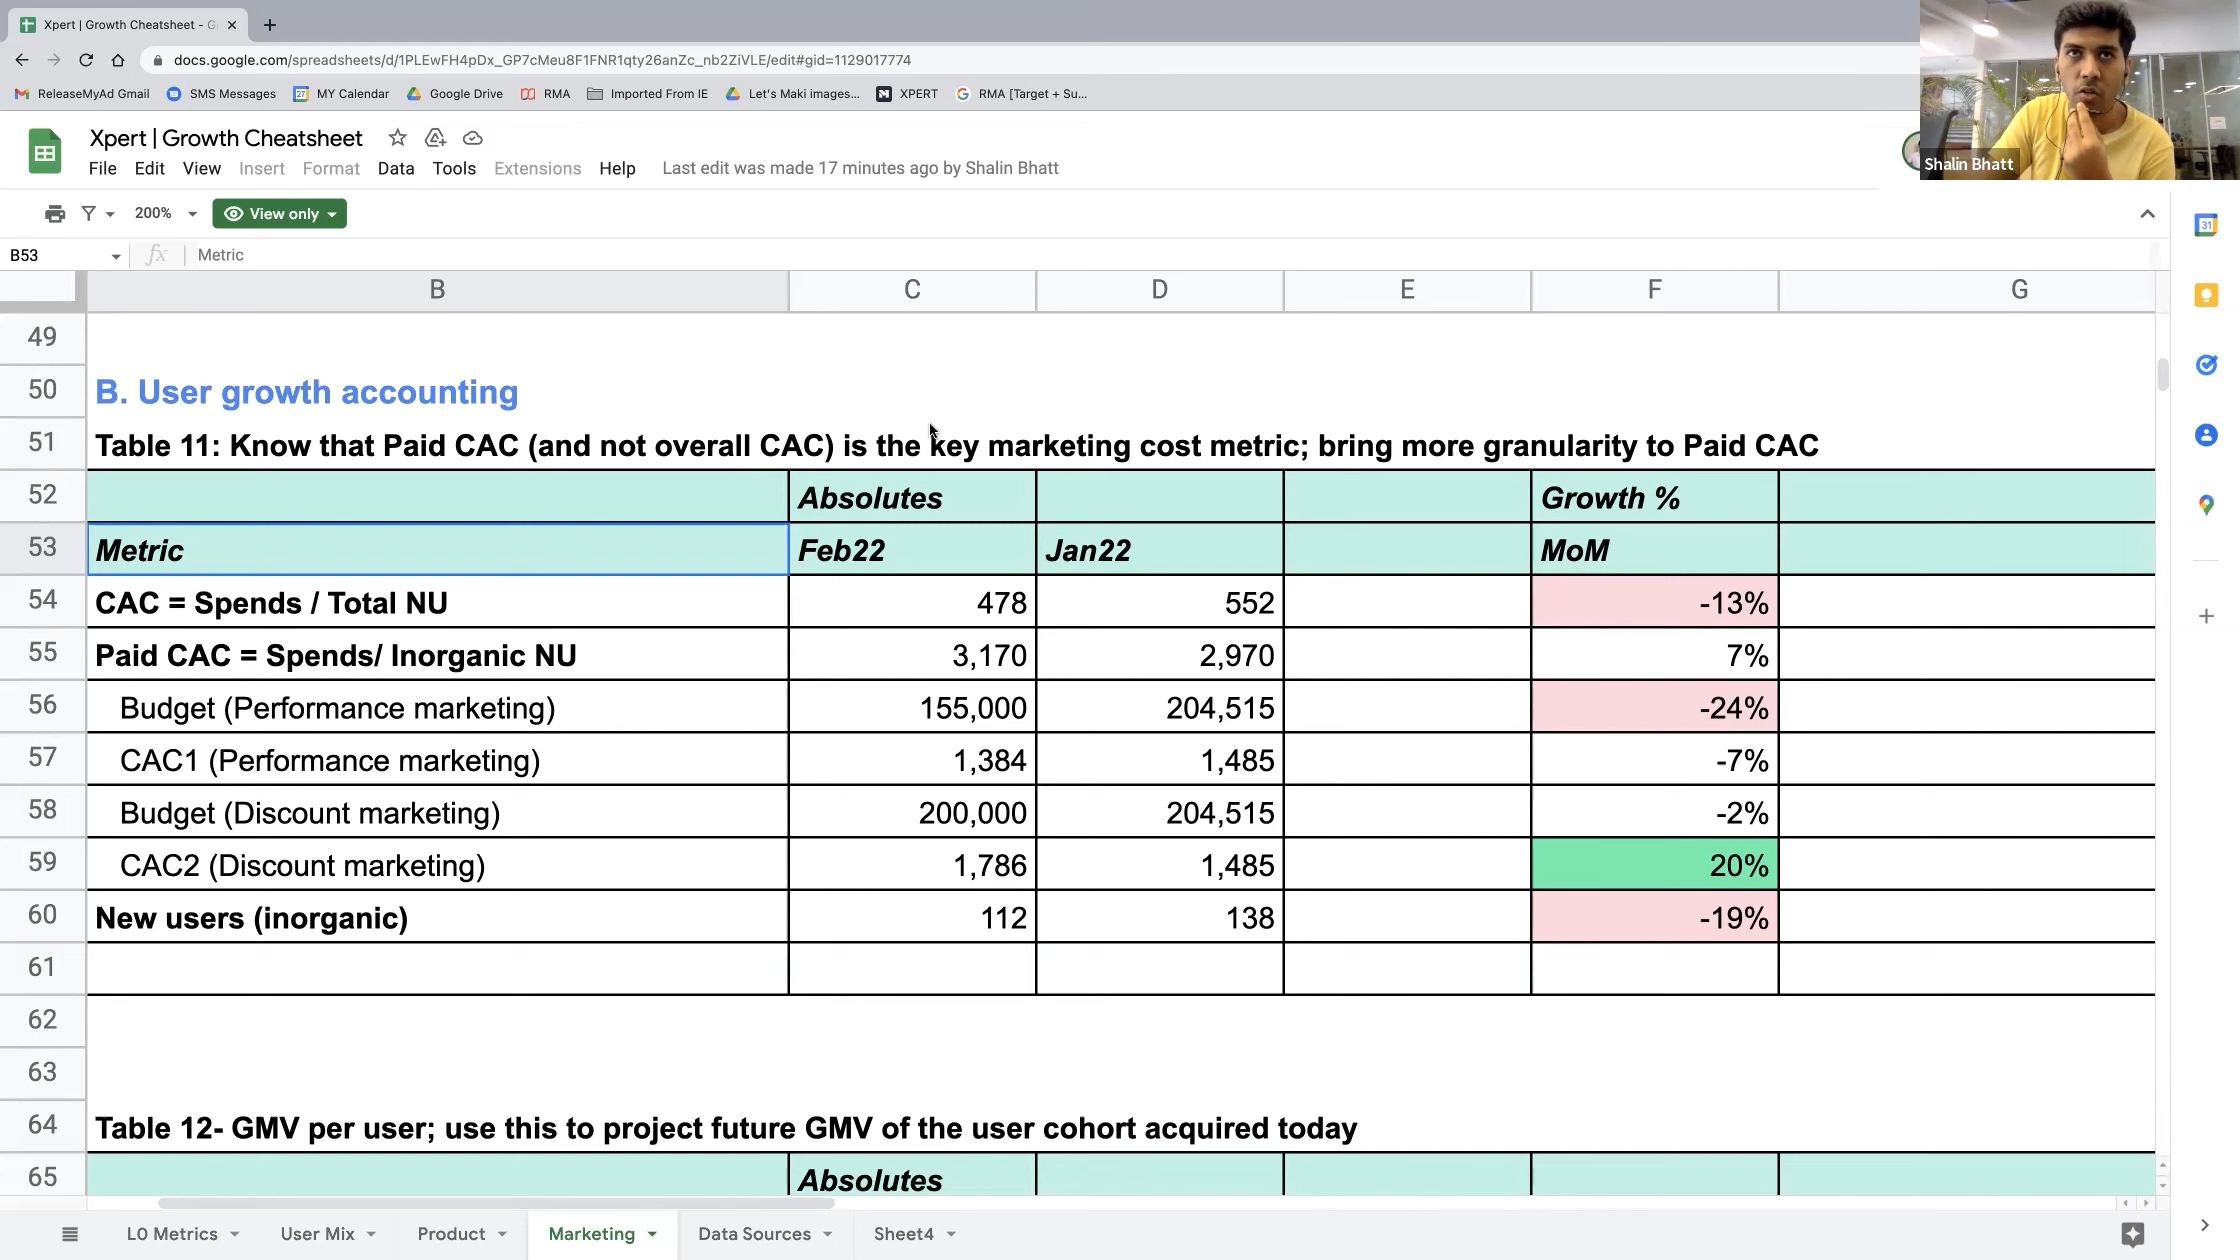 Xpert | Growth Cheatsheet - G
docs.google.com/spreadsheets/d/1PLEwFH4pDx_GP7cMeu8F1FNR1qty26anZc_nb2ZiVLE/edit#gid=1129017774
ReleaseMyAd Gmail SMS Messages 27 MY Calendar Google Drive RMA Imported From IE Let's Maki images... XPERT RMA [Target + Su...
Xpert | Growth Cheatsheet
File Edit View Insert Format Data Tools Extensions Help Last edit was made 17 minutes ago by Shalin Bhatt
Shalin Bhatt
200% View only
31
B53 fx Metric
B C D E F G
49
50 B. User growth accounting
51 Table 11: Know that Paid CAC (and not overall CAC) is the key marketing cost metric; bring more granularity to Paid CAC
52 Absolutes Growth %
53 Metric Feb22 Jan22 MoM
54 CAC = Spends / Total NU 478 552 -13%
55 Paid CAC = Spends/ Inorganic NU 3,170 2,970 7%
56 Budget (Performance marketing) 155,000 204,515 -24%
57 CAC1 (Performance marketing) 1,384 1,485 -7%
58 Budget (Discount marketing) 200,000 204,515 -2%
59 CAC2 (Discount marketing) 1,786 1,485 20%
60 New users (inorganic) 112 138 -19%
61
62
63
64 Table 12- GMV per user; use this to project future GMV of the user cohort acquired today
65 Absolutes
L0 Metrics User Mix Product Marketing Data Sources Sheet4